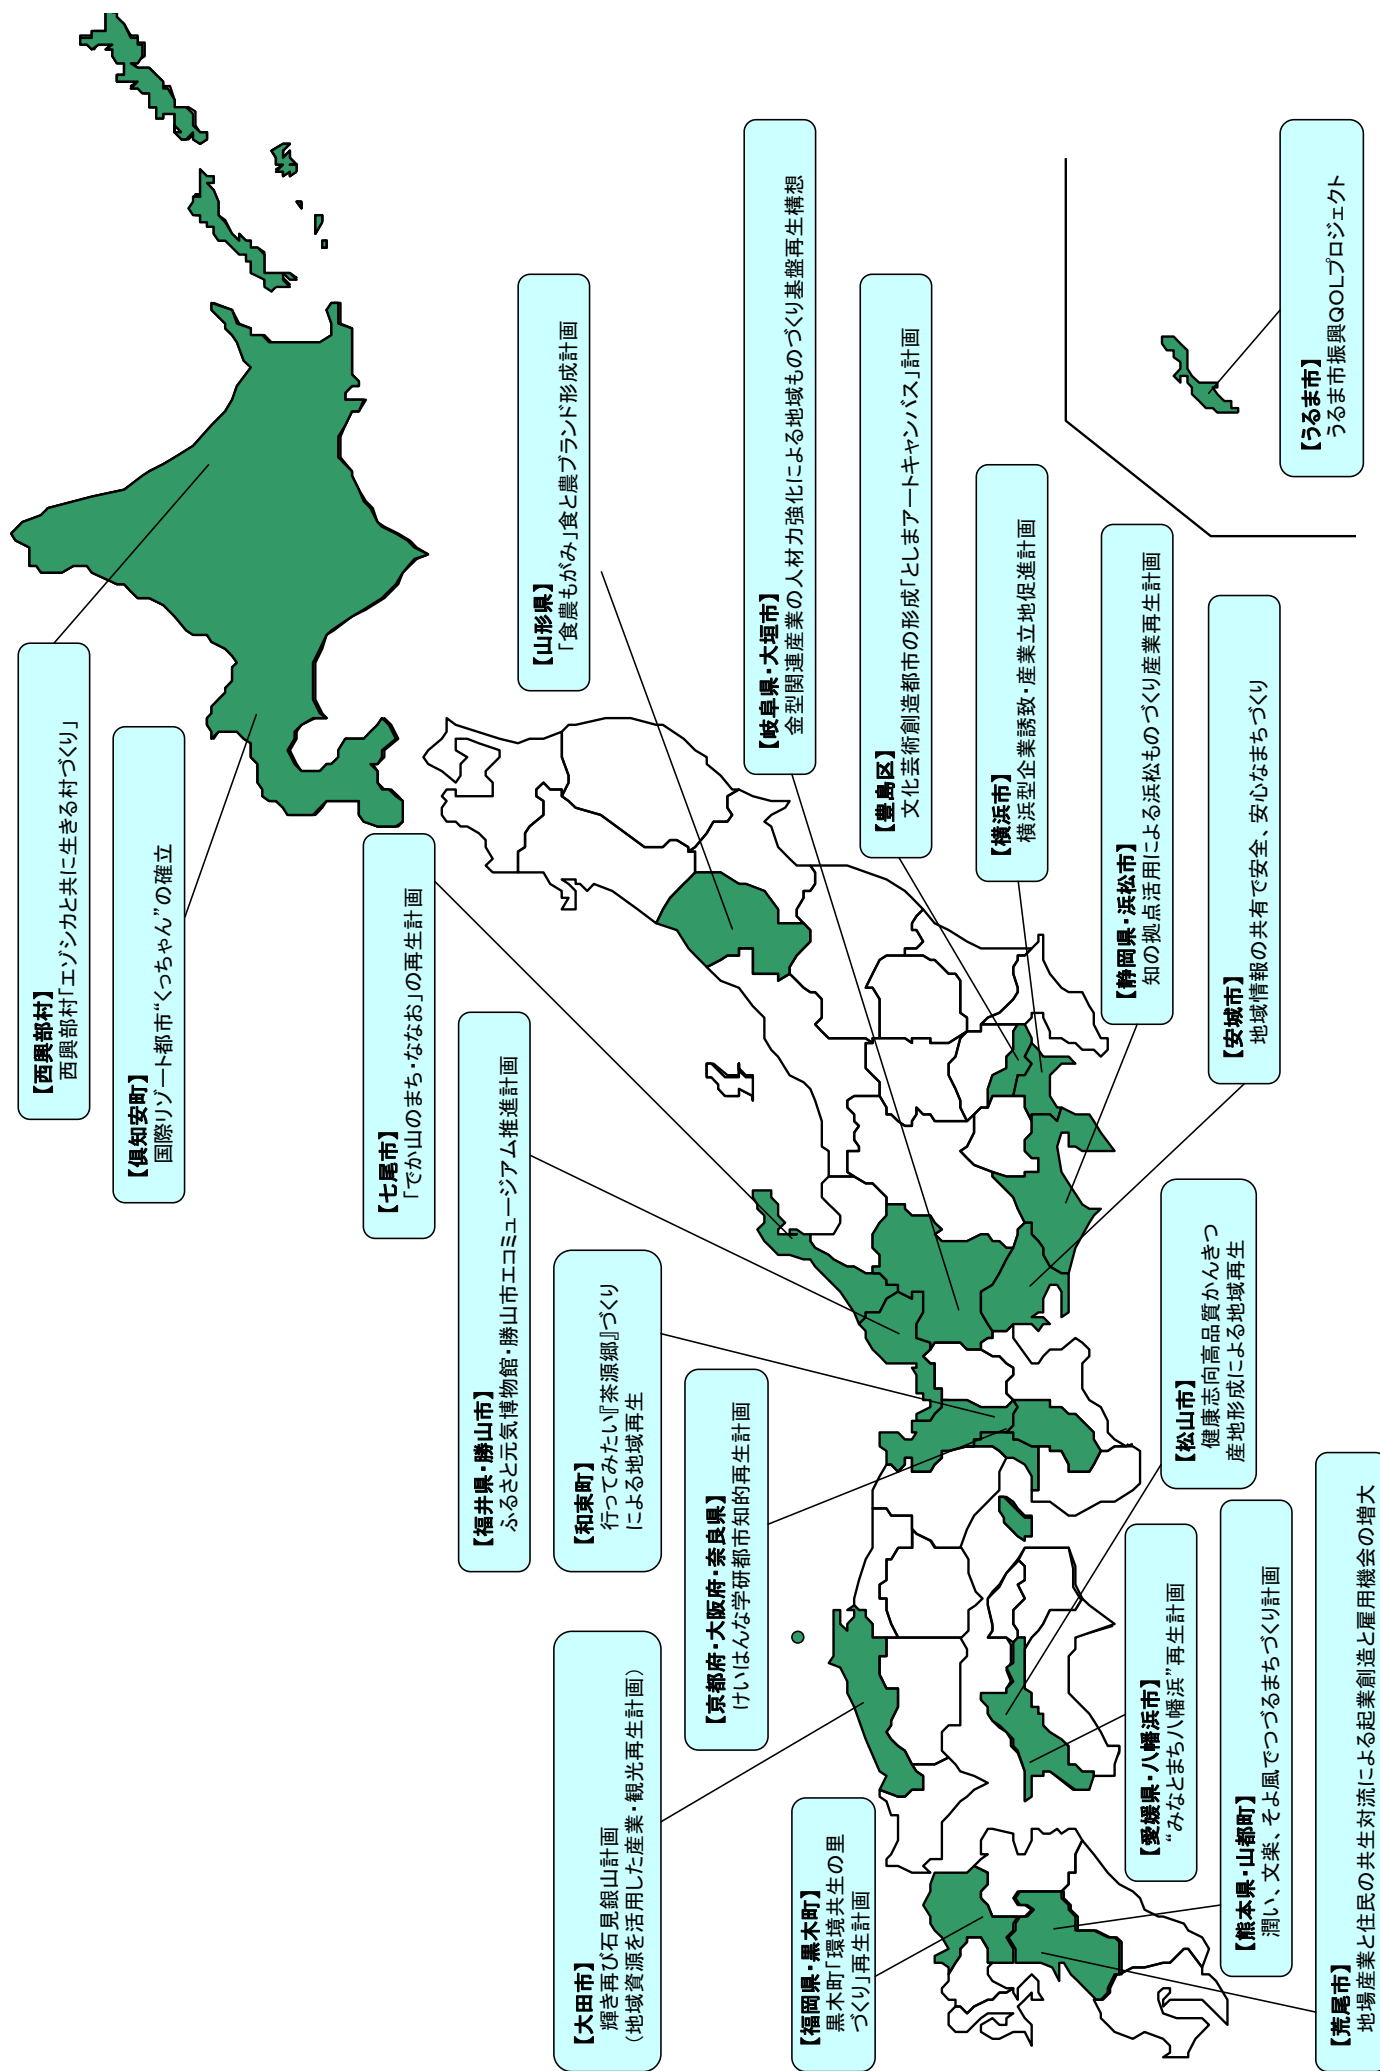 【西興部村】
西興部村「エゾシカと共に生きる村づくり」
【倶知安町】
国際リゾート都市“くっちゃん”の確立
【七尾市】
「でか山のまち・ななお」の再生計画
【福井県・勝山市】
ふるさと元気博物館・勝山市エコミュージアム推進計画
【和束町】
行ってみたい『茶源郷』づくり
による地域再生
【京都府・大阪府・奈良県】
けいはんな学研都市知的再生計画
【大田市】
輝き再び石見銀山計画
（地域資源を活用した産業・観光再生計画）
【福岡県・黒木町】
黒木町「環境共生の里
づくり」再生計画
【山形県】
「食農もがみ」食と農ブランド形成計画
【岐阜県・大垣市】
金型関連産業の人材力強化による地域ものづくり基盤再生構想
【豊島区】
文化芸術創造都市の形成「としまアートキャンバス」計画
【横浜市】
横浜型企業誘致・産業立地促進計画
【静岡県・浜松市】
知の拠点活用による浜松ものづくり産業再生計画
【安城市】
地域情報の共有で安全、安心なまちづくり
【松山市】
健康志向高品質かんきつ
産地形成による地域再生
【愛媛県・八幡浜市】
“みなとまち八幡浜”再生計画
【熊本県・山都町】
潤い、文楽、そよ風でつづるまちづくり計画
【荒尾市】
地場産業と住民の共生対流による起業創造と雇用機会の増大
【うるま市】
うるま市振興QOLプロジェクト